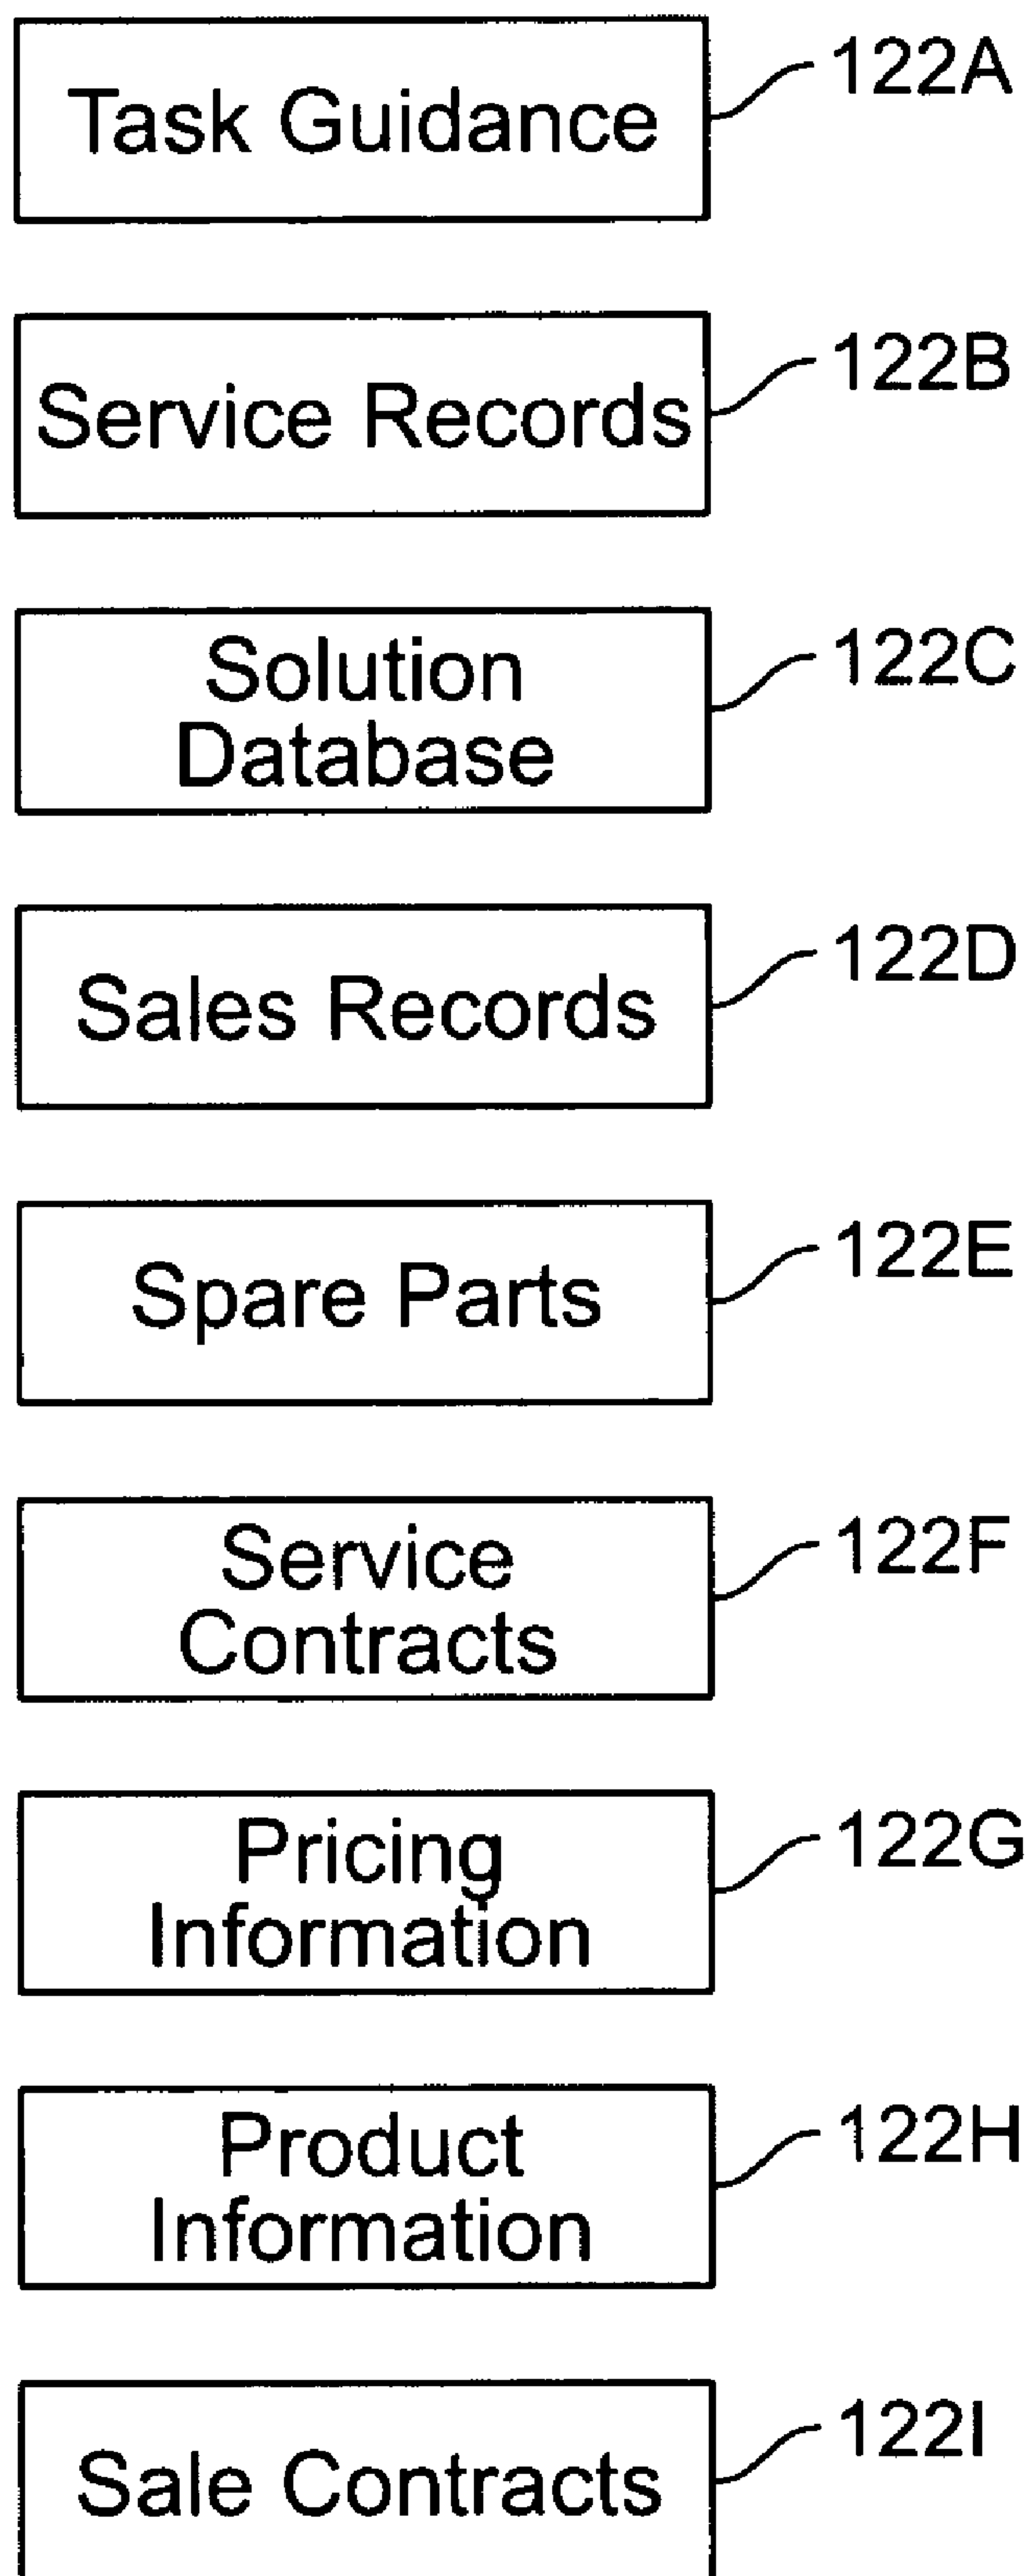 Task Guidance
122A
Service Records
122B
Solution
Database
122C
Sales Records
122D
Spare Parts
122E
Service
Contracts
122F
Pricing
Information
122G
Product
Information
122H
Sale Contracts
122I